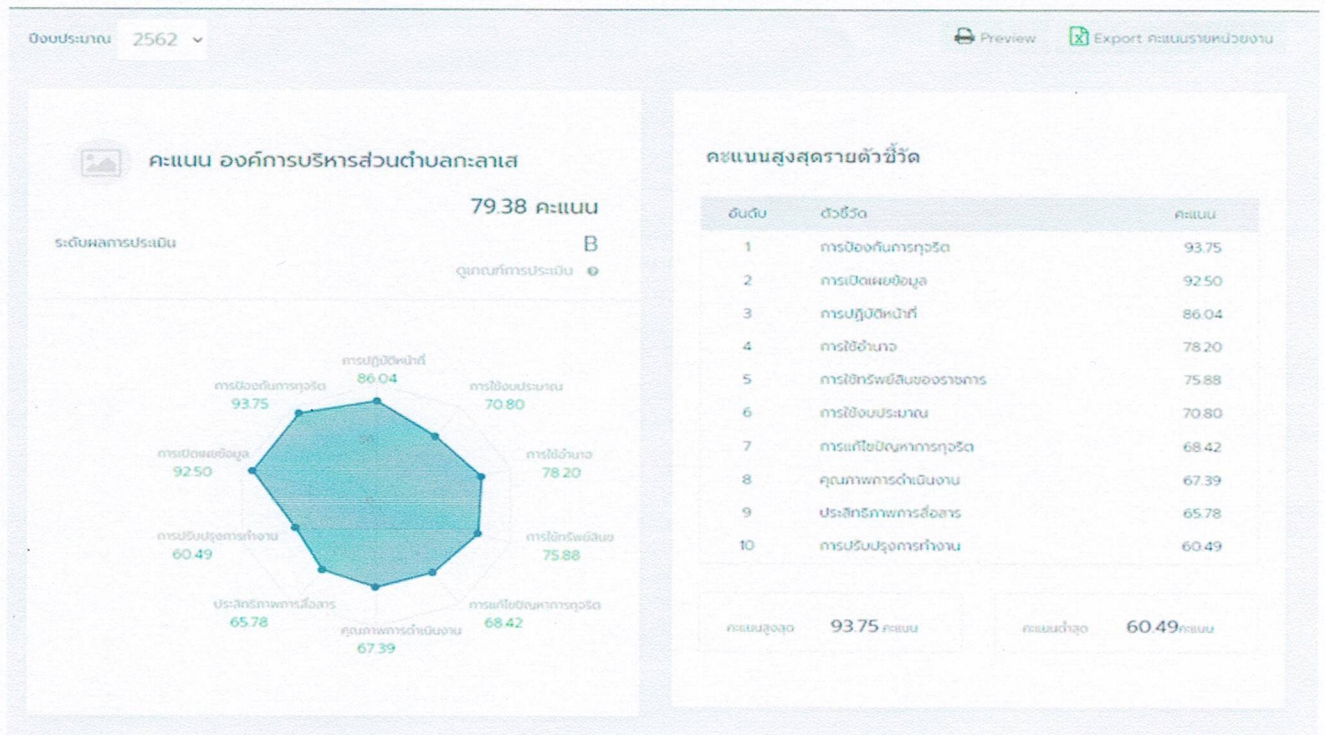 ปีงบประมาณ 2562
Preview
Export คะแนนรายหน่วยงาน
คะแนน องค์การบริหารส่วนตำบลกะลาเส
79.38 คะแนน
ระดับผลการประเมิน B
ดูเกณฑ์การประเมิน
การปฏิบัติหน้าที่
86.04
การป้องกันการทุจริต
93.75
การใช้งบประมาณ
70.80
การเปิดเผยข้อมูล
92.50
การใช้อำนาจ
78.20
การปรับปรุงการทำงาน
60.49
การใช้ทรัพย์สินข
75.88
ประสิทธิภาพการสื่อสาร
65.78
คุณภาพการดำเนินงาน
67.39
การแก้ไขปัญหาการทุจริต
68.42
50
0
คะแนนสูงสุดรายตัวชี้วัด
อันดับ ตัวชี้วัด คะแนน
1 การป้องกันการทุจริต 93.75
2 การเปิดเผยข้อมูล 92.50
3 การปฏิบัติหน้าที่ 86.04
4 การใช้อำนาจ 78.20
5 การใช้ทรัพย์สินของราชการ 75.88
6 การใช้งบประมาณ 70.80
7 การแก้ไขปัญหาการทุจริต 68.42
8 คุณภาพการดำเนินงาน 67.39
9 ประสิทธิภาพการสื่อสาร 65.78
10 การปรับปรุงการทำงาน 60.49
คะแนนสูงสุด 93.75 คะแนน
คะแนนต่ำสุด 60.49 คะแนน